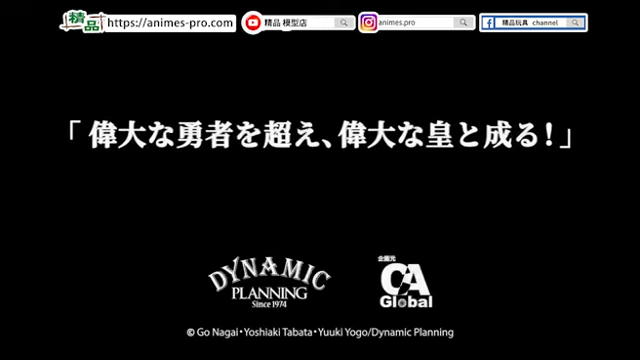 精品
https://animes-pro.com
精品 模型店
animes_pro.
精品玩具 channel
「偉大な勇者を超え、偉大な皇と成る!」
企画元
DYNAMIC
PLANNING
Since 1974
CA
Global
© Go Nagai・Yoshiaki Tabata・Yuuki Yogo/Dynamic Planning